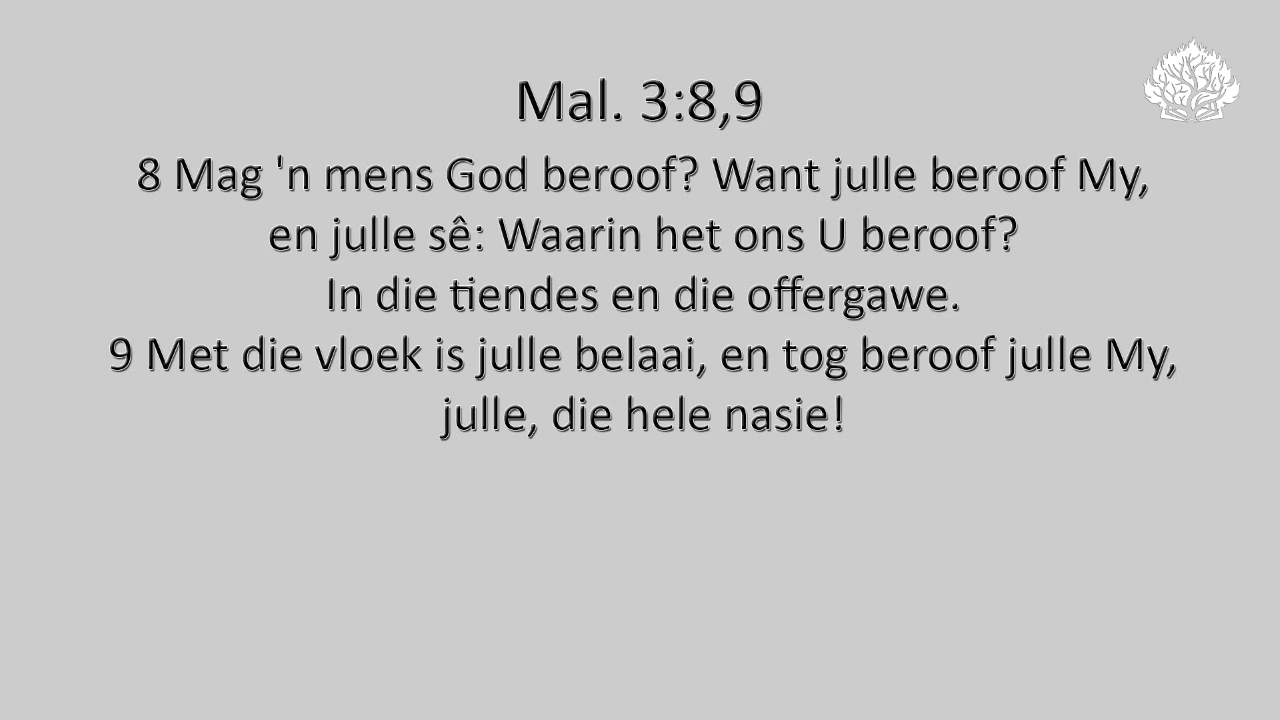 Mal. 3:8,9
8 Mag 'n mens God beroof? Want julle beroof My,
en julle sê: Waarin het ons U beroof?
In die tiendes en die offergawe.
9 Met die vloek is julle belaai, en tog beroof julle My,
julle, die hele nasie!